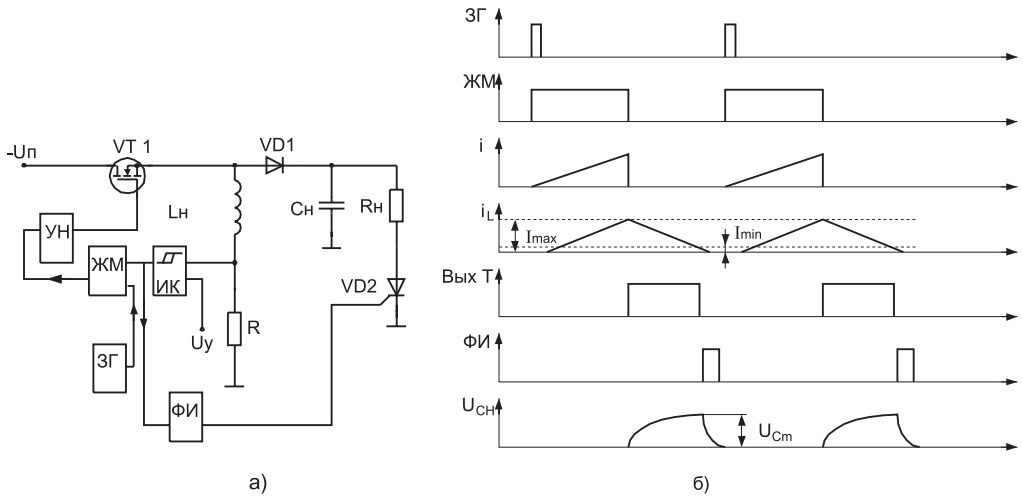 -Uп
VT 1
VD1
Lн
Cн
Rн
УН
ЖМ
ИК
VD2
Uу
R
ЗГ
ФИ
а)
ЗГ
ЖМ
i
iL
Imax
Imin
Вых Т
ФИ
UСН
UCm
б)